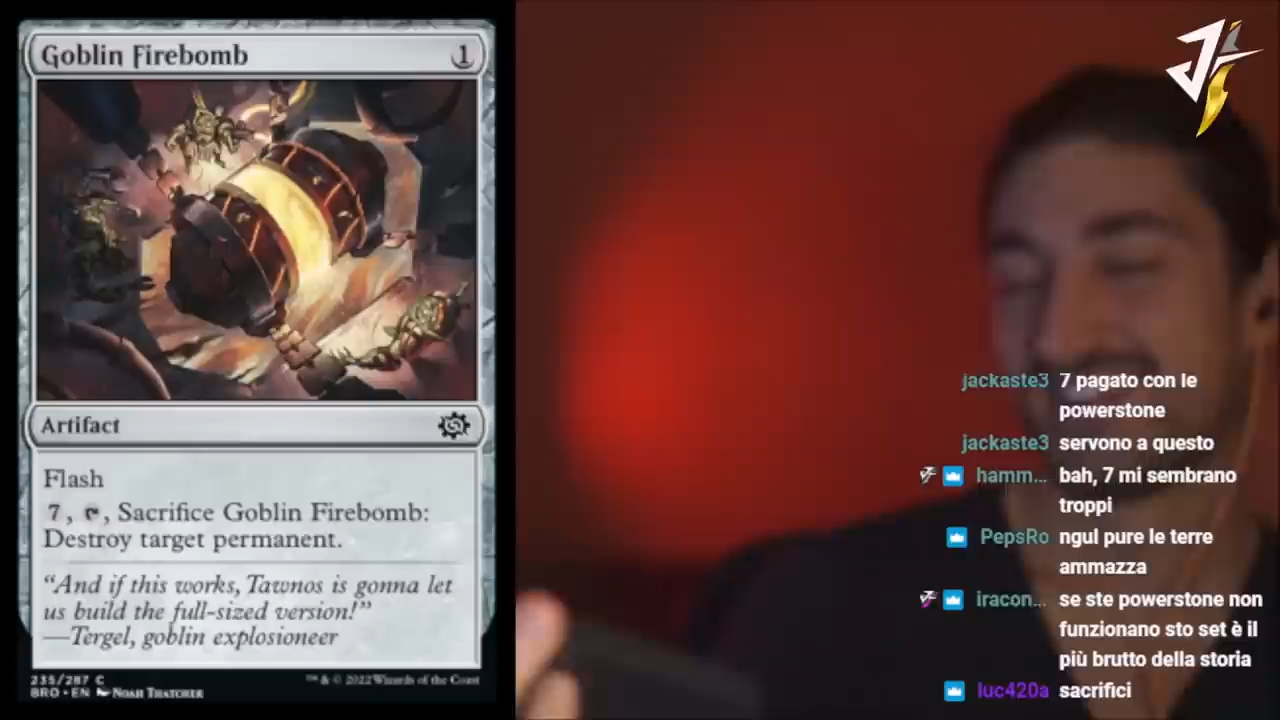 Goblin Firebomb 1
Artifact
Flash
7, , Sacrifice Goblin Firebomb:
Destroy target permanent.
“And if this works, Tawnos is gonna let
us build the full-sized version!”
—Tergel, goblin explosioneer
235/287 C
BRO • EN NOAH THATCHER
™ & © 2022 Wizards of the Coast
jackaste3 7 pagato con le
powerstone
jackaste3 servono a questo
hamm... bah, 7 mi sembrano
troppi
PepsRo ngul pure le terre
ammazza
iracon... se ste powerstone non
funzionano sto set è il
più brutto della storia
luc420a sacrifici